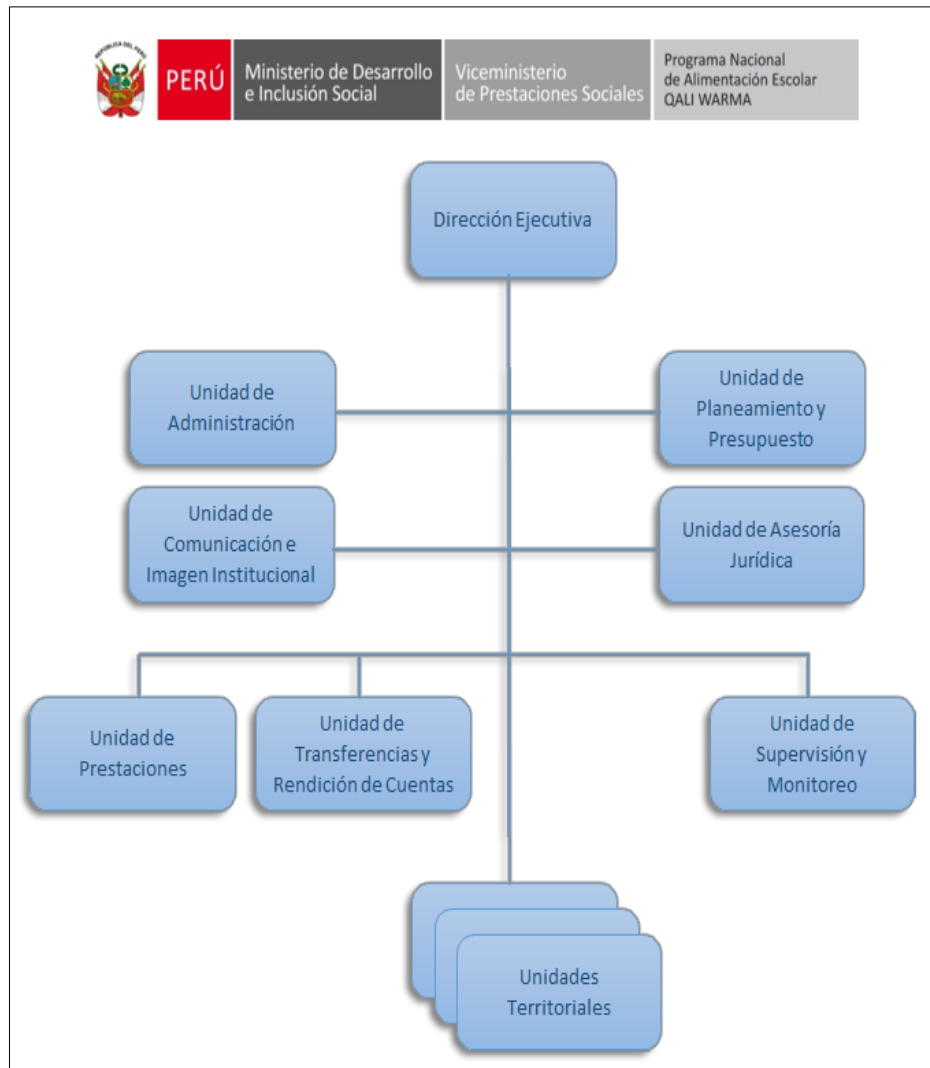 REPÚBLICA DEL PERÚ
PERÚ
Ministerio de Desarrollo
e Inclusión Social
Viceministerio
de Prestaciones Sociales
Programa Nacional
de Alimentación Escolar
QALI WARMA
Dirección Ejecutiva
Unidad de
Administración
Unidad de
Planeamiento y
Presupuesto
Unidad de
Comunicación e
Imagen Institucional
Unidad de Asesoría
Jurídica
Unidad de
Prestaciones
Unidad de
Transferencias y
Rendición de Cuentas
Unidad de
Supervisión y
Monitoreo
Unidades
Territoriales